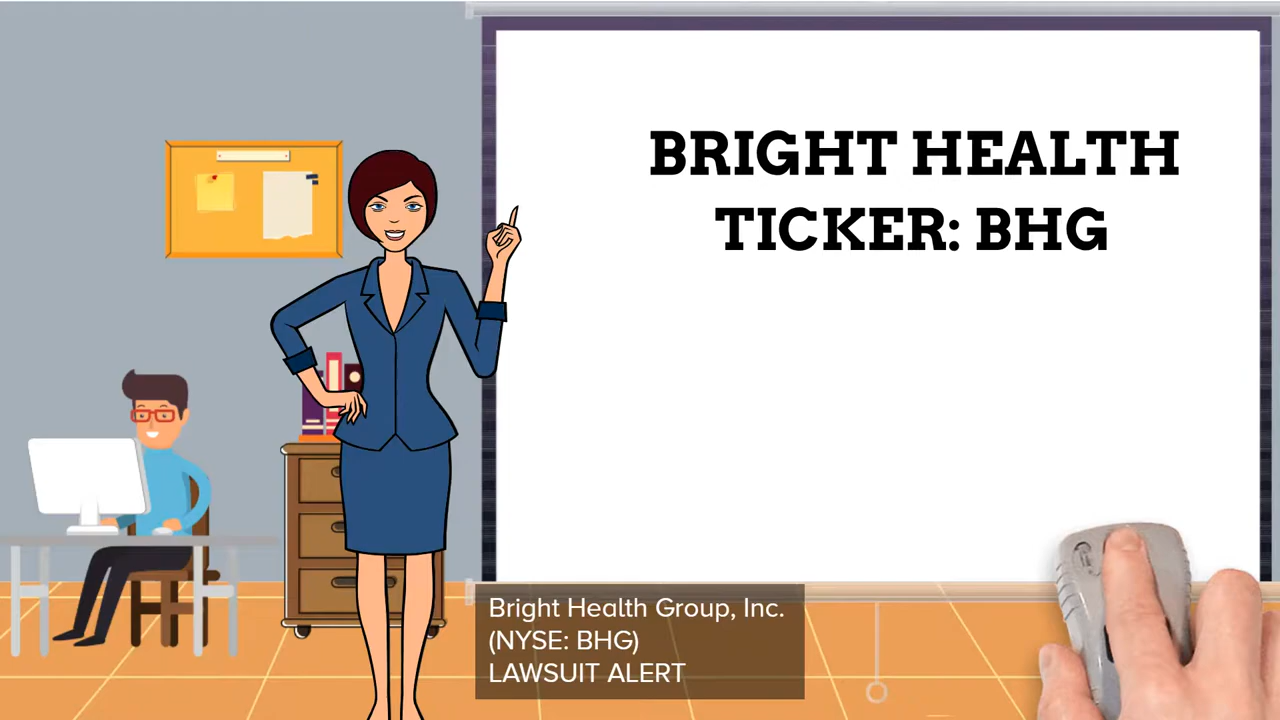 BRIGHT HEALTH
TICKER: BHG
Bright Health Group, Inc.
(NYSE: BHG)
LAWSUIT ALERT